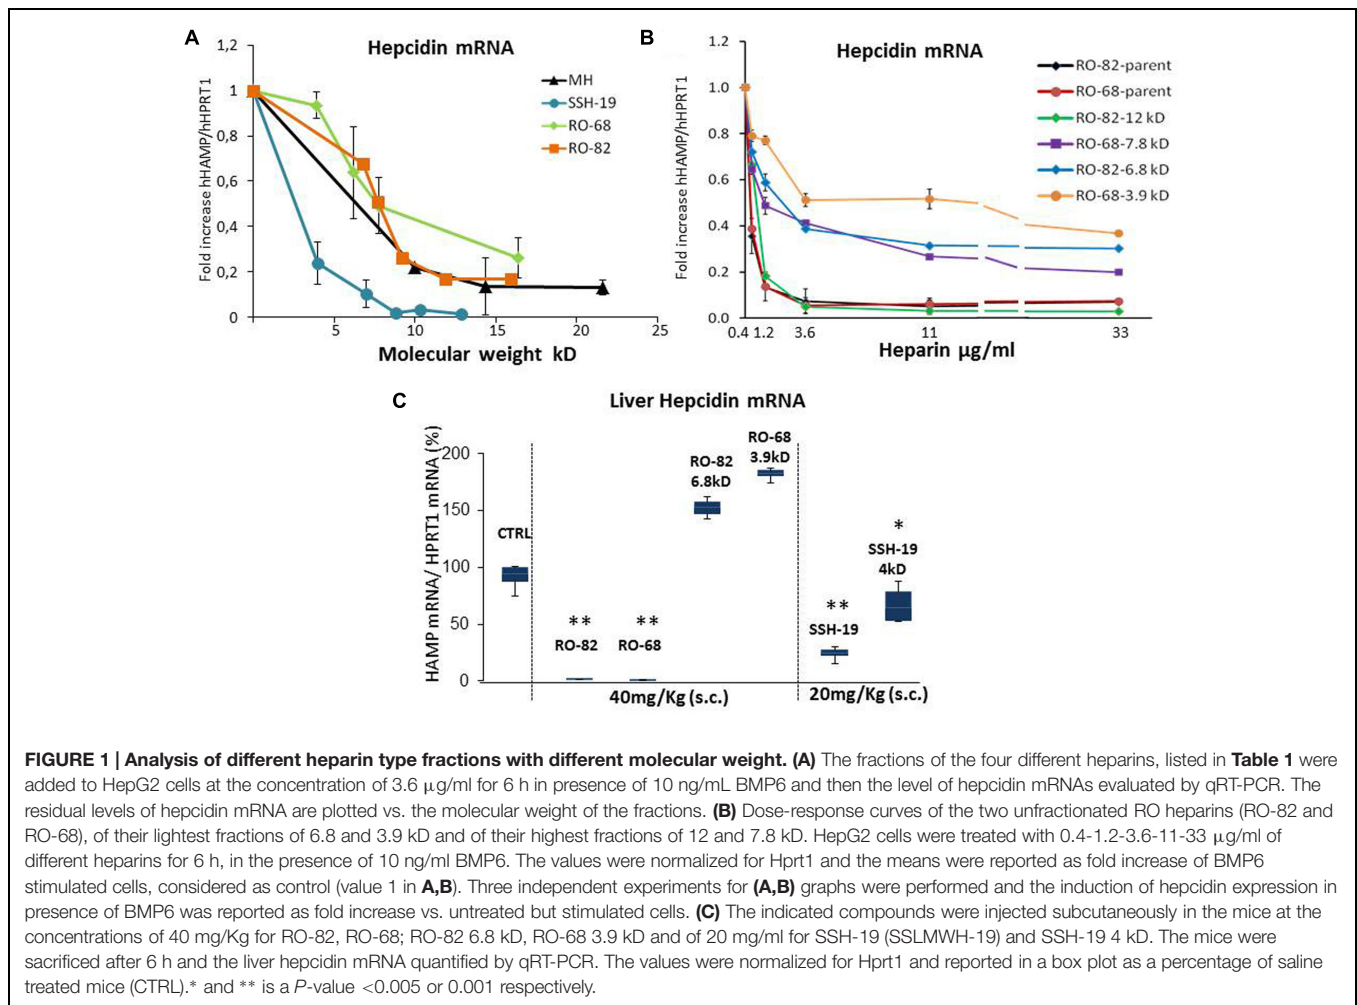 A
Hepcidin mRNA
Fold increase hHAMP/hHPRT1
1,2
1
0,8
0,6
0,4
0,2
0
5
10
15
20
25
Molecular weight kD
MH
SSH-19
RO-68
RO-82
B
Hepcidin mRNA
Fold increase hHAMP/hHPRT1
1.2
1.0
0.8
0.6
0.4
0.2
0.0
0.4 1.2 3.6 11 33
Heparin μg/ml
RO-82-parent
RO-68-parent
RO-82-12 kD
RO-68-7.8 kD
RO-82-6.8 kD
RO-68-3.9 kD
C
Liver Hepcidin mRNA
HAMP mRNA/ HPRT1 mRNA (%)
200
150
100
50
0
CTRL
**
RO-82
**
RO-68
RO-82
6.8kD
RO-68
3.9kD
**
SSH-19
*
SSH-19
4kD
40mg/Kg (s.c.)
20mg/Kg (s.c.)
FIGURE 1 | Analysis of different heparin type fractions with different molecular weight. (A) The fractions of the four different heparins, listed in Table 1 were
added to HepG2 cells at the concentration of 3.6 μg/ml for 6 h in presence of 10 ng/mL BMP6 and then the level of hepcidin mRNAs evaluated by qRT-PCR. The
residual levels of hepcidin mRNA are plotted vs. the molecular weight of the fractions. (B) Dose-response curves of the two unfractionated RO heparins (RO-82 and
RO-68), of their lightest fractions of 6.8 and 3.9 kD and of their highest fractions of 12 and 7.8 kD. HepG2 cells were treated with 0.4-1.2-3.6-11-33 μg/ml of
different heparins for 6 h, in the presence of 10 ng/ml BMP6. The values were normalized for Hprt1 and the means were reported as fold increase of BMP6
stimulated cells, considered as control (value 1 in A,B). Three independent experiments for (A,B) graphs were performed and the induction of hepcidin expression in
presence of BMP6 was reported as fold increase vs. untreated but stimulated cells. (C) The indicated compounds were injected subcutaneously in the mice at the
concentrations of 40 mg/Kg for RO-82, RO-68; RO-82 6.8 kD, RO-68 3.9 kD and of 20 mg/ml for SSH-19 (SSLMWH-19) and SSH-19 4 kD. The mice were
sacrificed after 6 h and the liver hepcidin mRNA quantified by qRT-PCR. The values were normalized for Hprt1 and reported in a box plot as a percentage of saline
treated mice (CTRL).* and ** is a P-value <0.005 or 0.001 respectively.